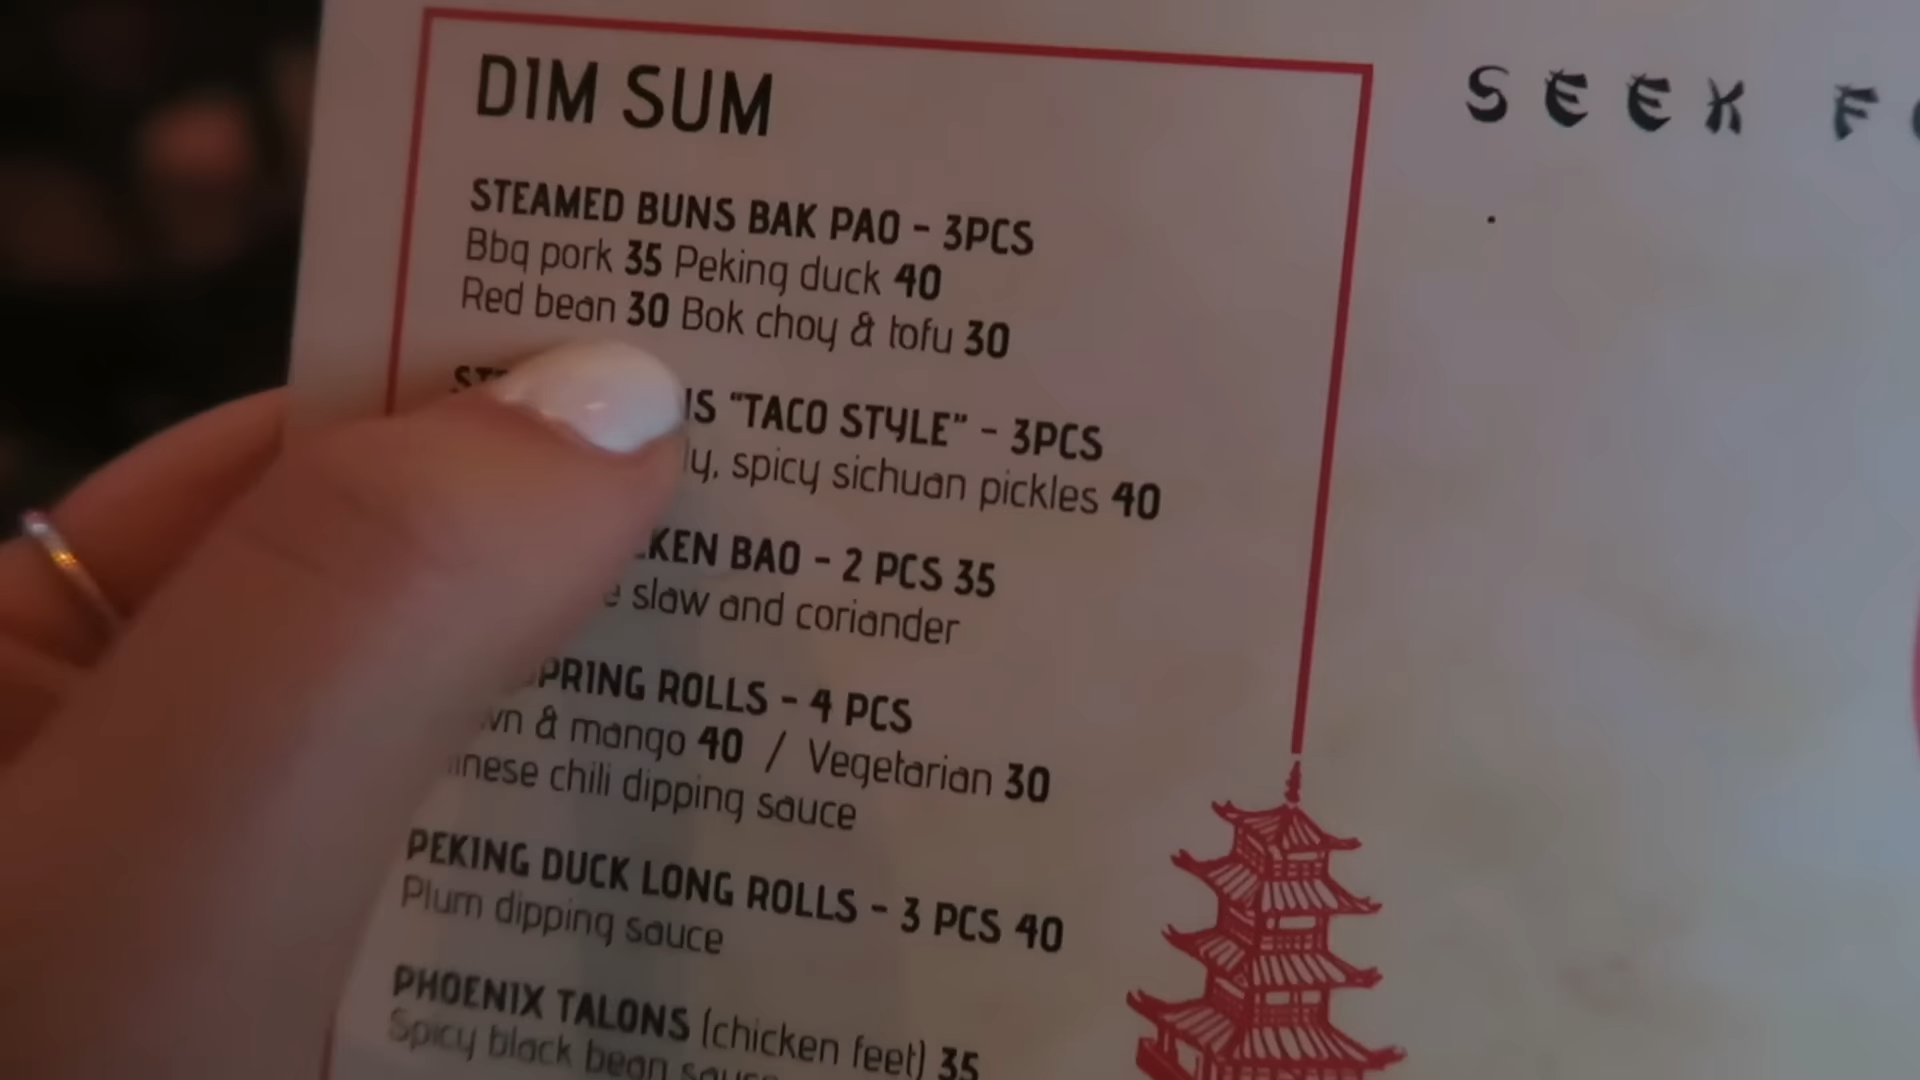 DIM SUM
STEAMED BUNS BAK PAO - 3PCS
Bbq pork 35 Peking duck 40
Red bean 30 Bok choy & tofu 30
"TACO STYLE" - 3PCS
spicy sichuan pickles 40
BAO - 2 PCS 35
slaw and coriander
ROLLS - 4 PCS
& mango 40 / Vegetarian 30
chili dipping sauce
PEKING DUCK LONG ROLLS - 3 PCS 40
Plum dipping sauce
PHOENIX TALONS (chicken feet) 35
Spicy black bean
SEEK